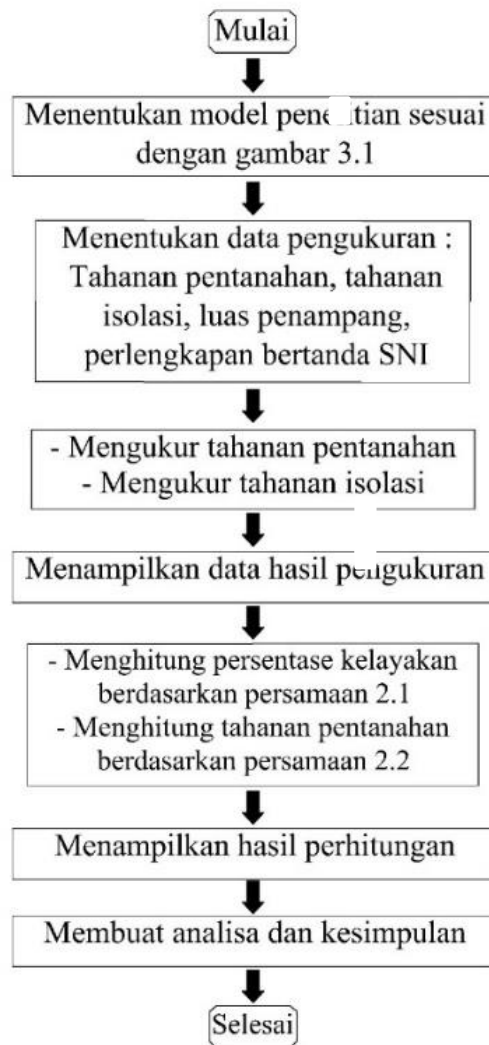 Mulai
Menentukan model penelitian sesuai
dengan gambar 3.1
Menentukan data pengukuran :
Tahanan pentanahan, tahanan
isolasi, luas penampang,
perlengkapan bertanda SNI
- Mengukur tahanan pentanahan
- Mengukur tahanan isolasi
Menampilkan data hasil pengukuran
- Menghitung persentase kelayakan
berdasarkan persamaan 2.1
- Menghitung tahanan pentanahan
berdasarkan persamaan 2.2
Menampilkan hasil perhitungan
Membuat analisa dan kesimpulan
Selesai